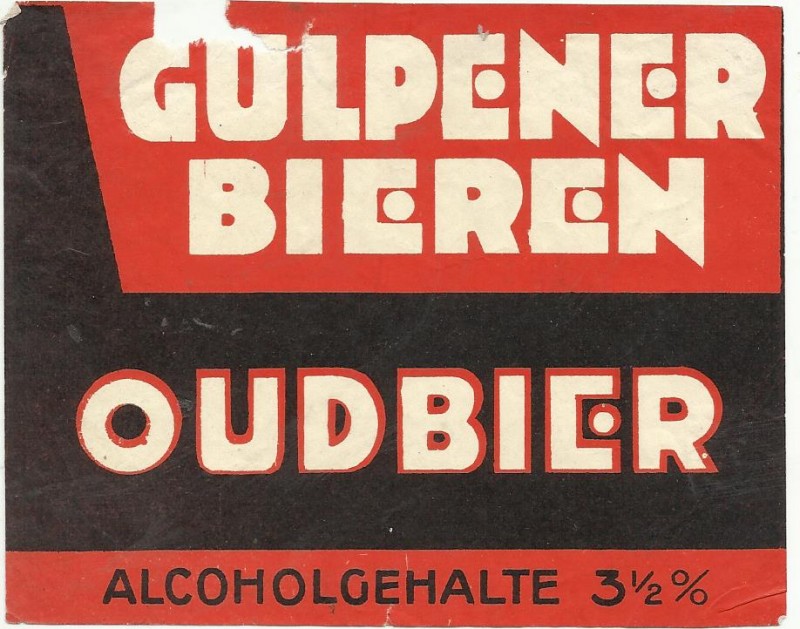 GULPENER
BIEREN
OUDBIER
ALCOHOLGEHALTE 3½%